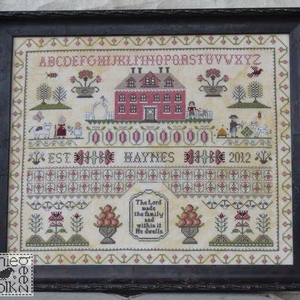 ABCDEFGHIJKLMNOPQRSTUVWXYZ
EST. HAYNES 2012
The Lord
made
the family
and
within it
He dwells